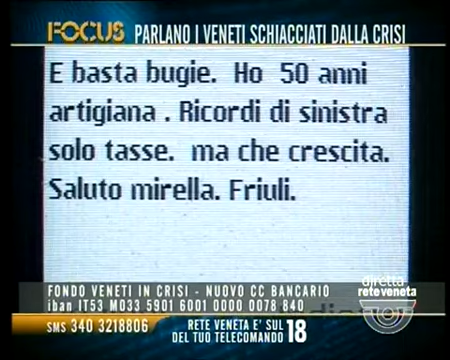 FOCUS PARLANO I VENETI SCHIACCIATI DALLA CRISI
E basta bugie. Ho 50 anni
artigiana . Ricordi di sinistra
solo tasse. ma che crescita.
Saluto mirella. Friuli.
diretta
reteveneta
FONDO VENETI IN CRISI - NUOVO CC BANCARIO
iban IT53 M033 5901 6001 0000 0078 840
SMS 340 3218806
RETE VENETA E' SUL
DEL TUO TELECOMANDO 18